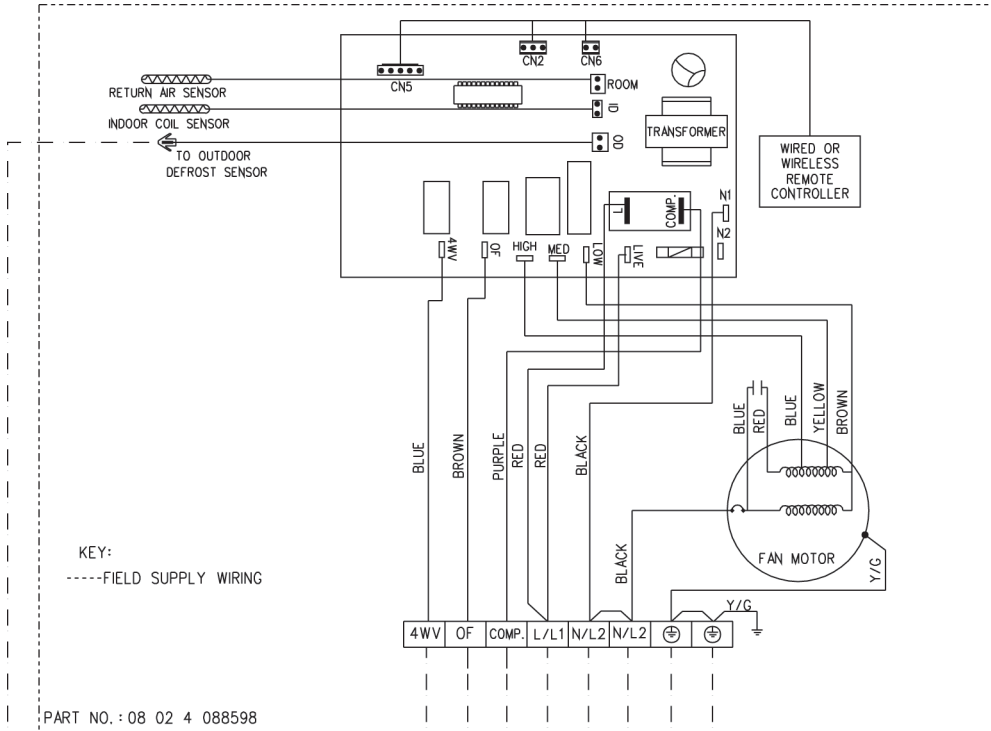 CN2
CN6
CN5
ROOM
RETURN AIR SENSOR
ID
INDOOR COIL SENSOR
TRANSFORMER
OD
TO OUTDOOR
DEFROST SENSOR
WIRED OR
WIRELESS
REMOTE
CONTROLLER
L
COMP.
N1
N2
4WV
OF
HIGH
MED
LOW
LIVE
BLUE
BROWN
PURPLE
RED
RED
BLACK
BLUE
RED
BLUE
YELLOW
BROWN
FAN MOTOR
BLACK
Y/G
Y/G
KEY:
-----FIELD SUPPLY WIRING
4WV
OF
COMP.
L/L1
N/L2
N/L2
PART NO.: 08 02 4 088598